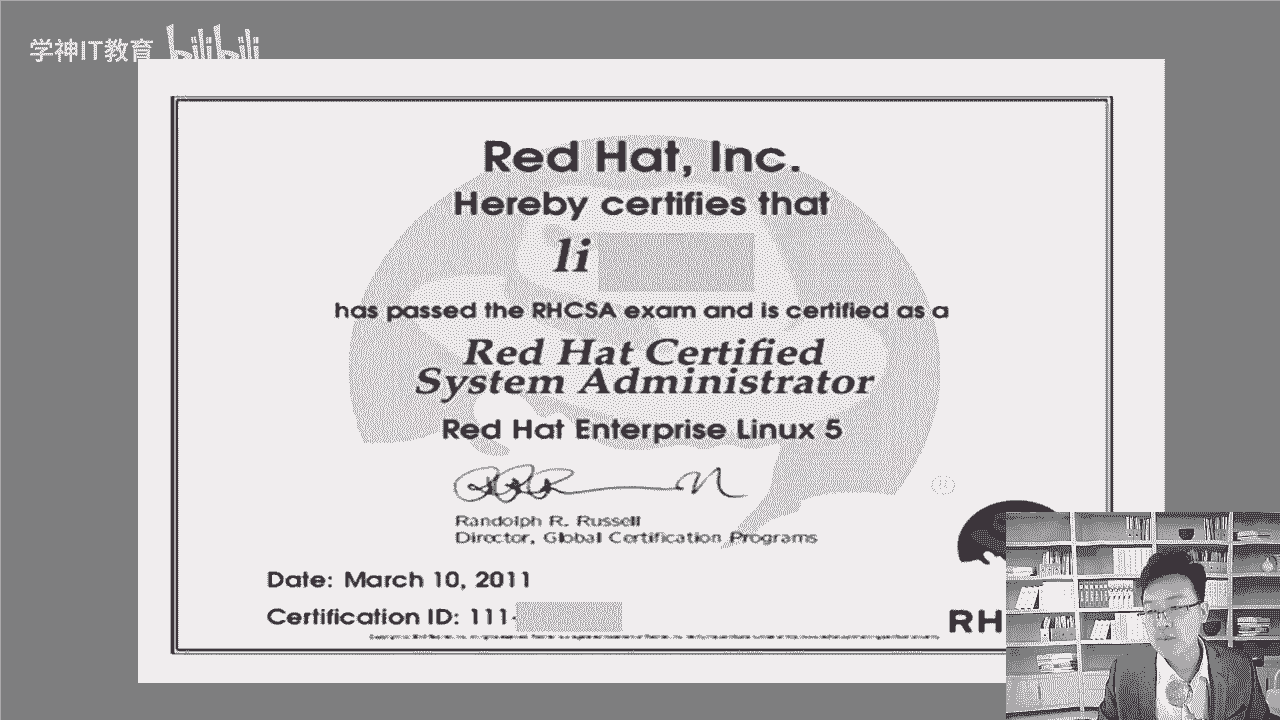 学神IT教育 bilibili
Red Hat, Inc.
Hereby certifies that
li
has passed the RHCSA exam and is certified as a
Red Hat Certified
System Administrator
Red Hat Enterprise Linux 5
Randolph R. Russell
Director, Global Certification Programs
Date: March 10, 2011
Certification ID: 111-
RH